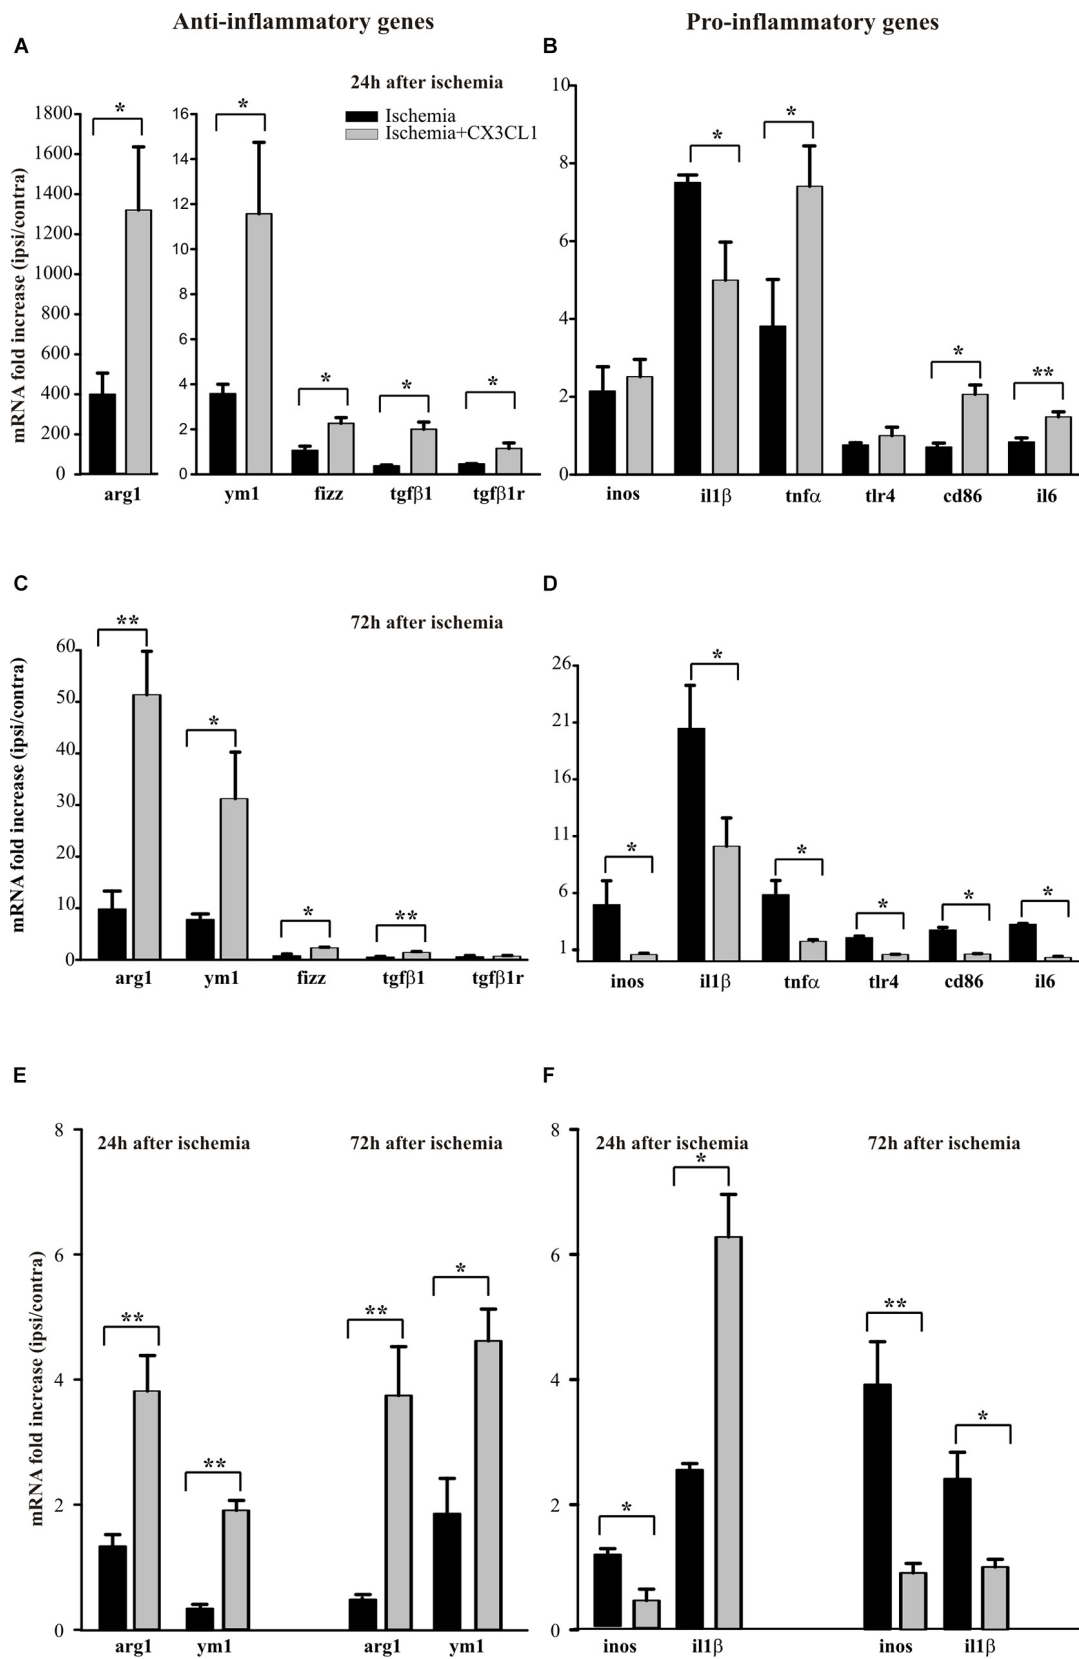 Anti-inflammatory genes
Pro-inflammatory genes
A
24h after ischemia
Ischemia
Ischemia+CX3CL1
mRNA fold increase (ipsi/contra)
1800
1600
1400
1200
1000
800
600
400
200
0
*
arg1
16
14
12
10
8
6
4
2
0
* * * * 
ym1 fizz tgfβ1 tgfβ1r
B
10
8
6
4
2
0
* * * **
inos il1β tnfα tlr4 cd86 il6
C
72h after ischemia
mRNA fold increase (ipsi/contra)
60
50
40
30
20
10
0
** * * **
arg1 ym1 fizz tgfβ1 tgfβ1r
D
26
21
16
11
6
1
* * * * * *
inos il1β tnfα tlr4 cd86 il6
E
24h after ischemia 72h after ischemia
mRNA fold increase (ipsi/contra)
8
6
4
2
0
** ** ** *
arg1 ym1 arg1 ym1
F
24h after ischemia 72h after ischemia
8
6
4
2
0
* * ** *
inos il1β inos il1β